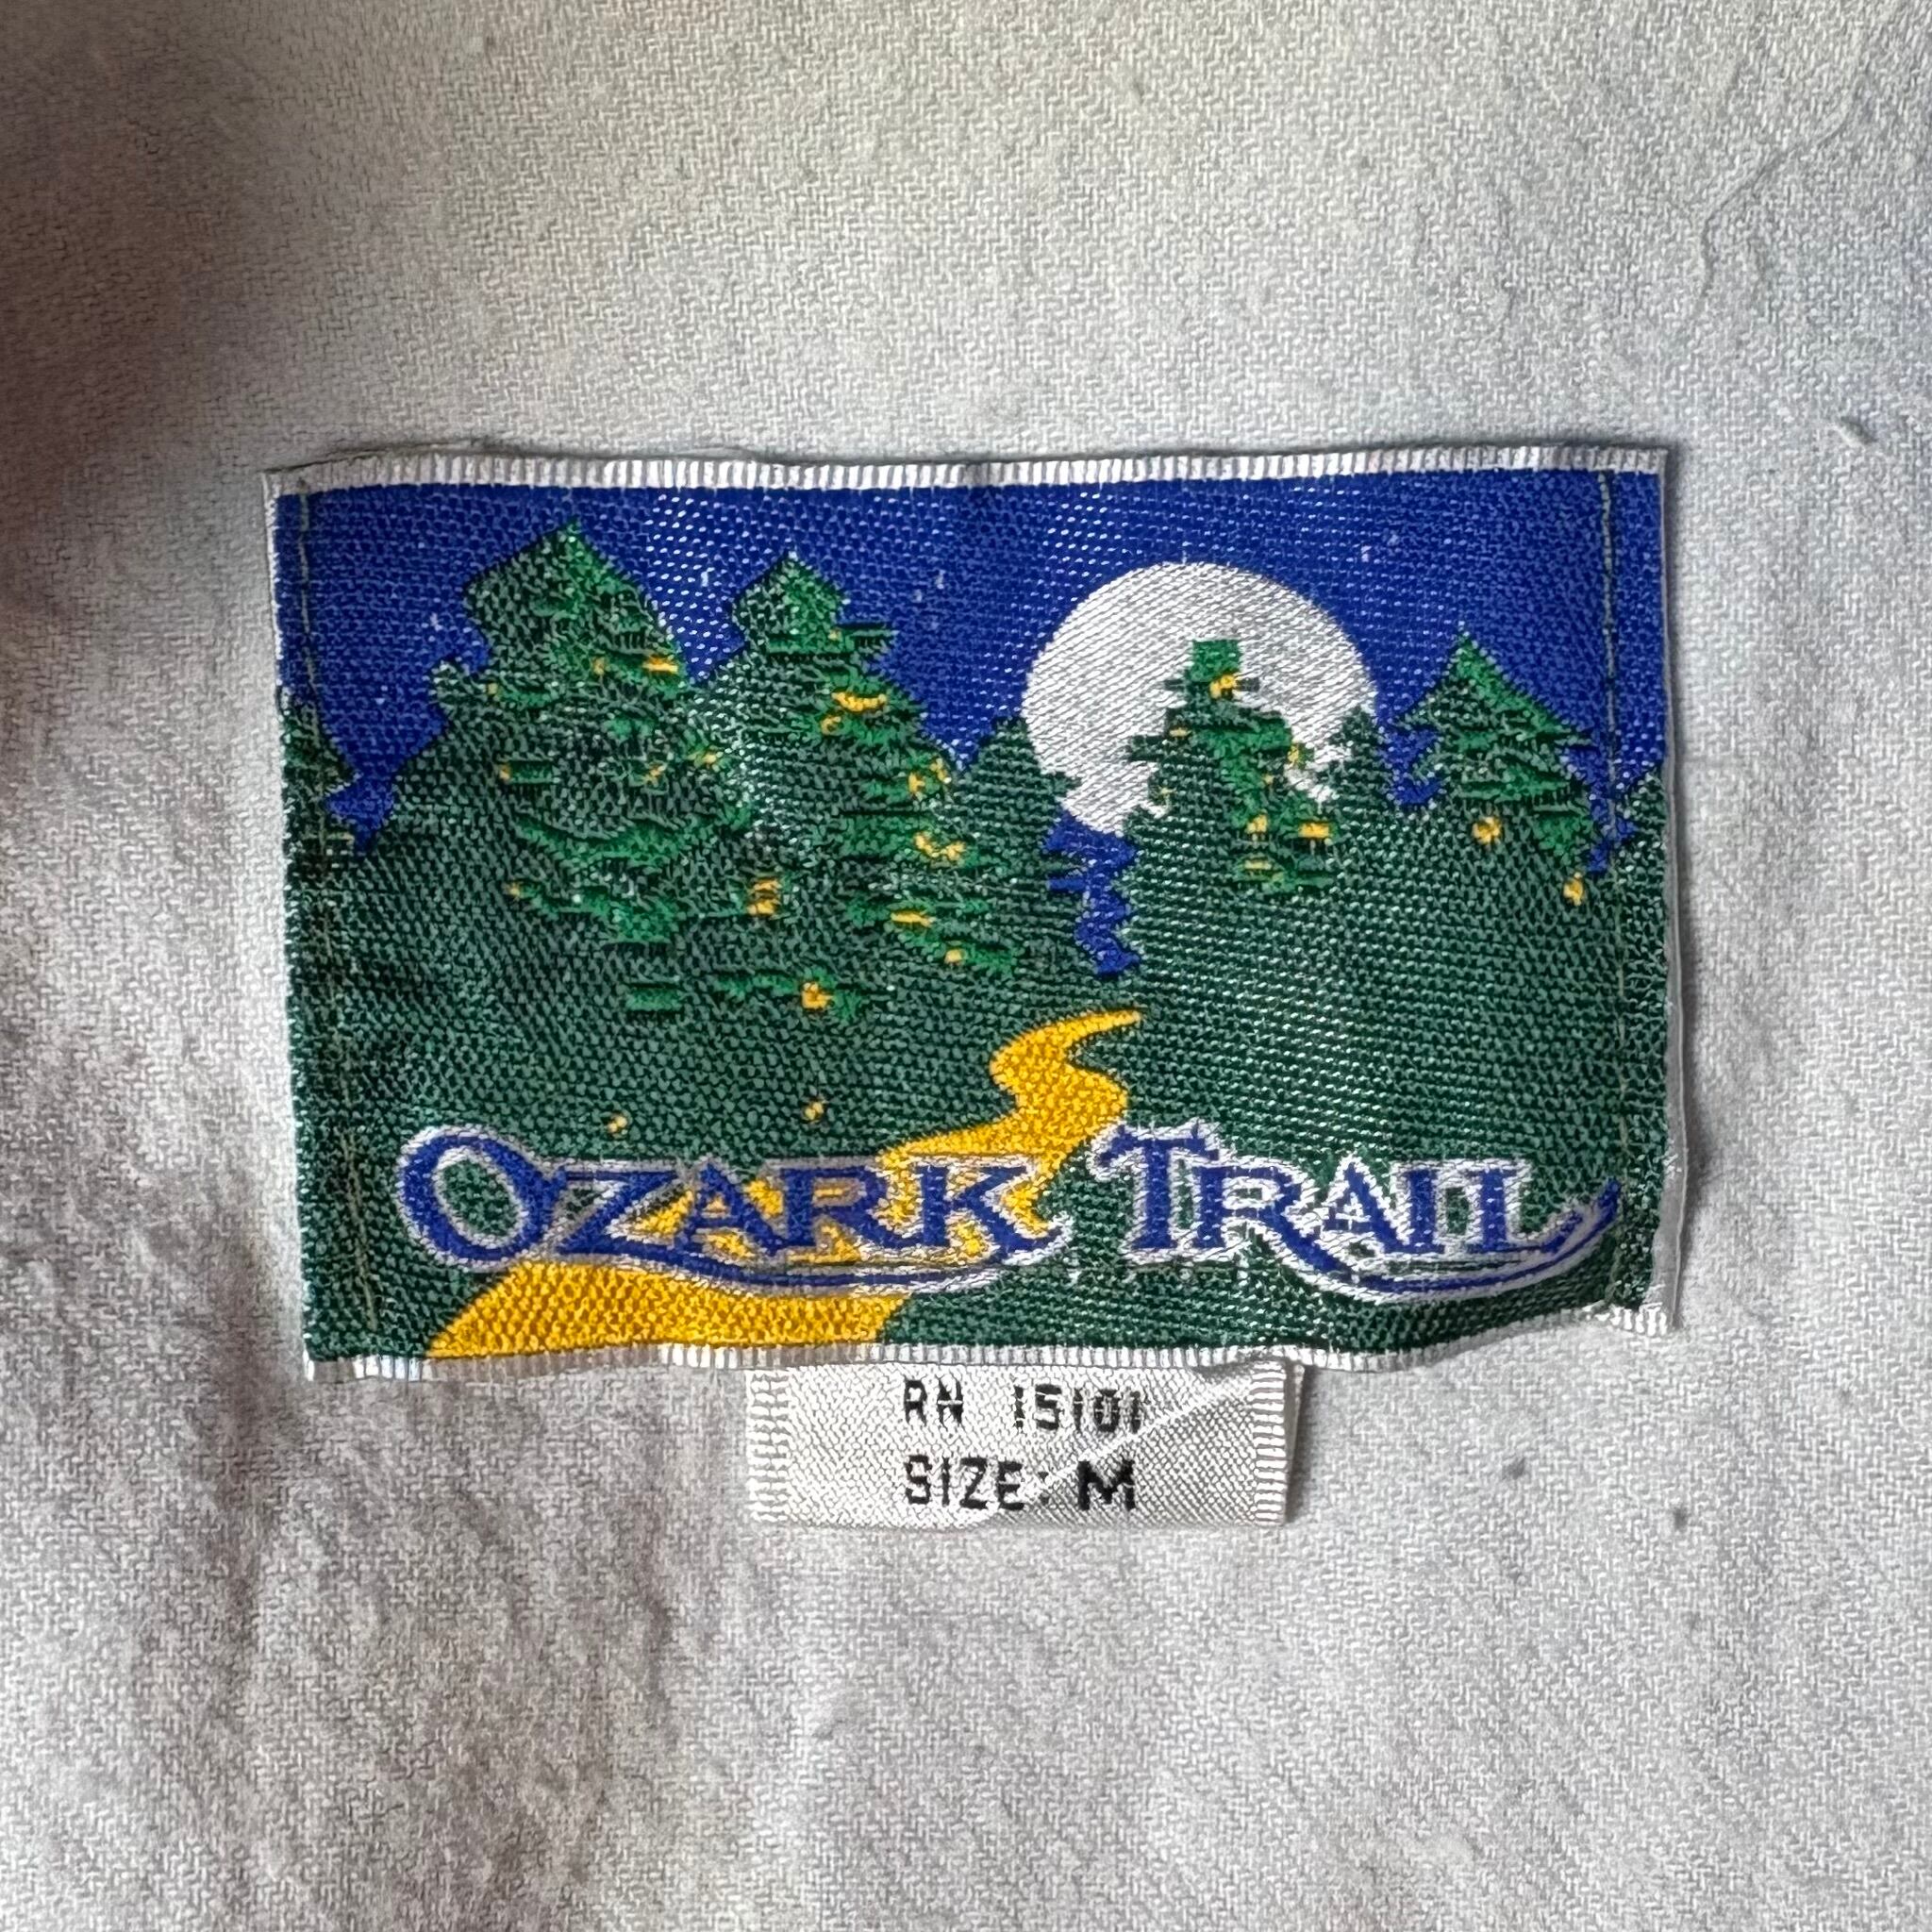 OZARK TRAIL
RN 15101
SIZE: M